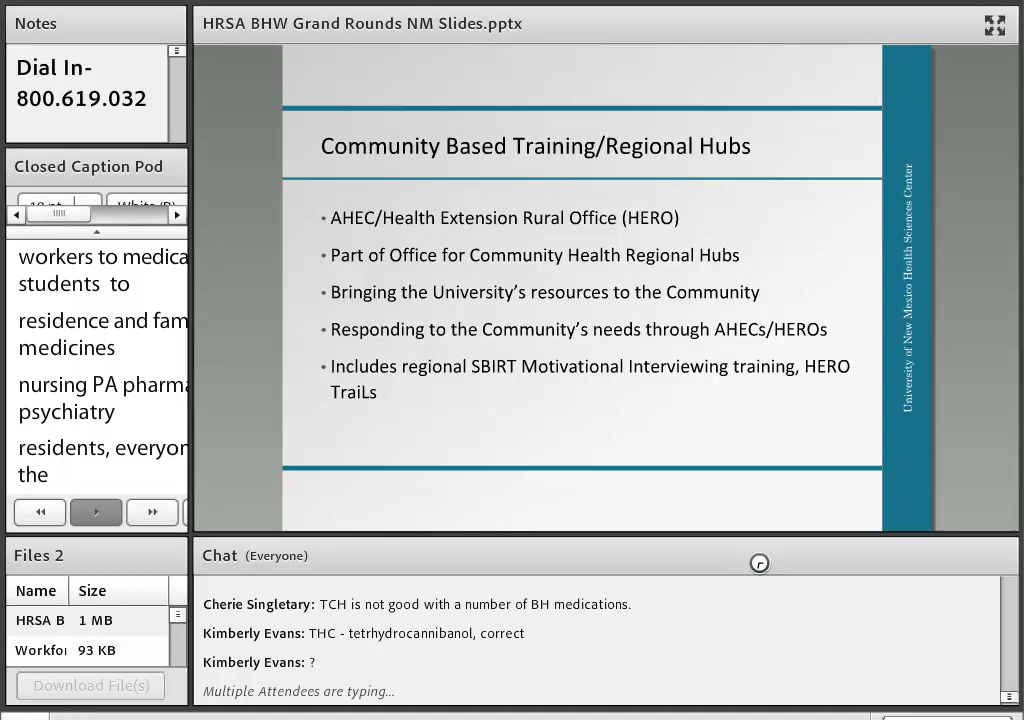 Notes
Dial In-
800.619.032
Closed Caption Pod
workers to medica
students to
residence and fam
medicines
nursing PA pharma
psychiatry
residents, everyon
the
Files 2
Name Size
HRSA B 1 MB
Workfo 93 KB
Download File(s)
HRSA BHW Grand Rounds NM Slides.pptx
Community Based Training/Regional Hubs
• AHEC/Health Extension Rural Office (HERO)
• Part of Office for Community Health Regional Hubs
• Bringing the University’s resources to the Community
• Responding to the Community’s needs through AHECs/HEROs
• Includes regional SBIRT Motivational Interviewing training, HERO
TraiLs
University of New Mexico Health Sciences Center
Chat (Everyone)
Cherie Singletary: TCH is not good with a number of BH medications.
Kimberly Evans: THC - tetrhydrocannibanol, correct
Kimberly Evans: ?
Multiple Attendees are typing...